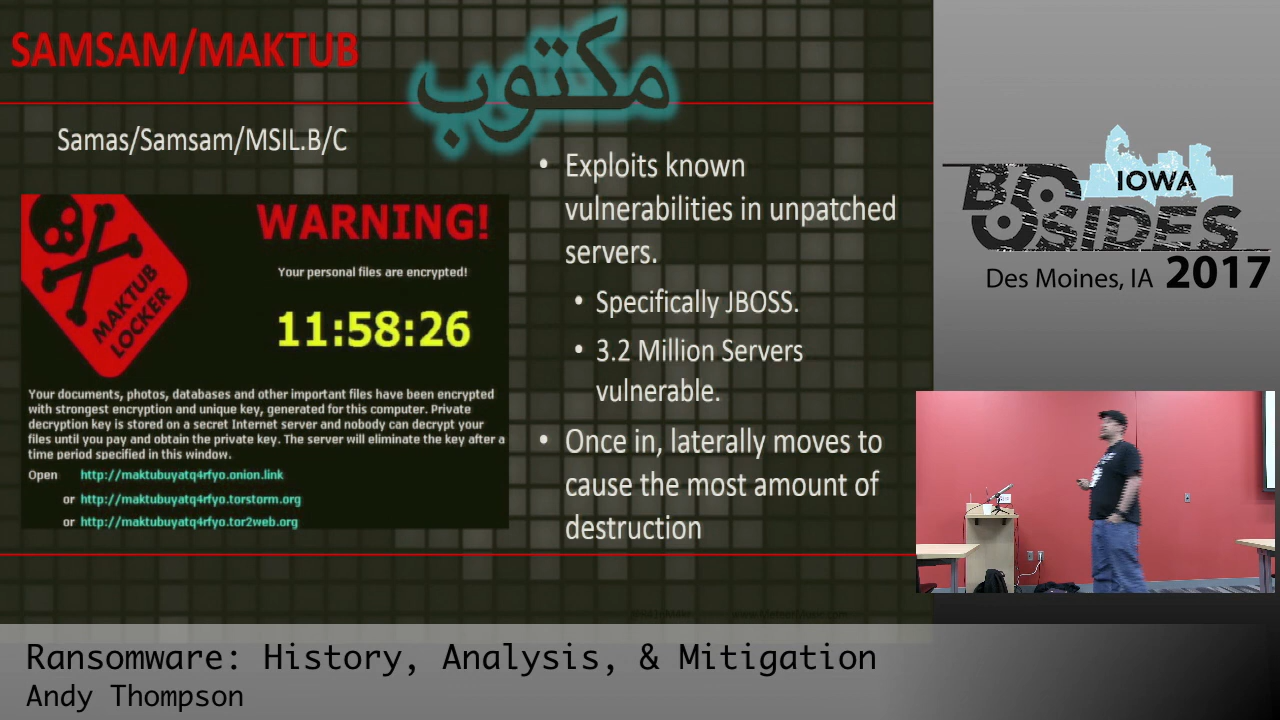 SAMSAM/MAKTUB
مكتوب
Samas/Samsam/MSIL.B/C
MAKTUB
LOCKER
WARNING!
Your personal files are encrypted!
11:58:26
Your documents, photos, databases and other important files have been encrypted
with strongest encryption and unique key, generated for this computer. Private
decryption key is stored on a secret Internet server and nobody can decrypt your
files until you pay and obtain the private key. The server will eliminate the key after a
time period specified in this window.
Open http://maktubuyatq4rfyo.onion.link
or http://maktubuyatq4rfyo.torstorm.org
or http://maktubuyatq4rfyo.tor2web.org
• Exploits known
vulnerabilities in unpatched
servers.
• Specifically JBOSS.
• 3.2 Million Servers
vulnerable.
• Once in, laterally moves to
cause the most amount of
destruction
IOWA
BSIDES
Des Moines, IA 2017
Ransomware: History, Analysis, & Mitigation
Andy Thompson